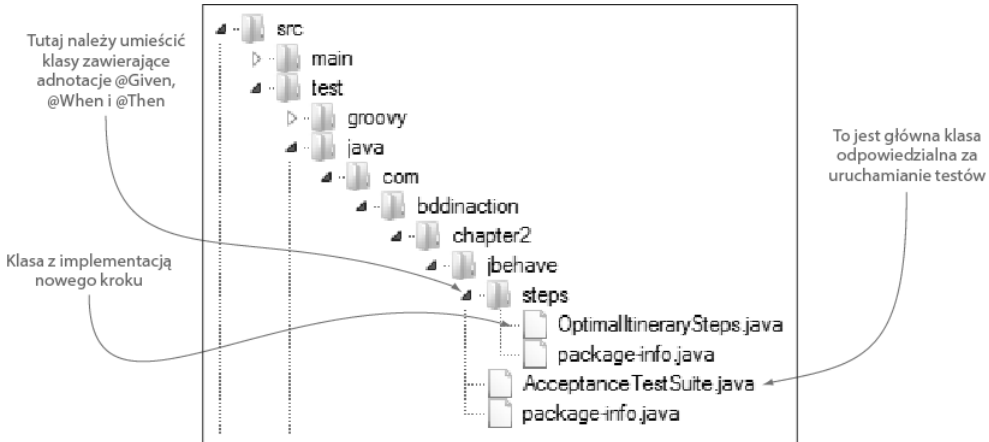 Tutaj należy umieścić
klasy zawierające
adnotacje @Given,
@When i @Then
Klasa z implementacją
nowego kroku
src
main
test
groovy
java
com
bddinaction
chapter2
jbehave
steps
OptimalItinerarySteps.java
package-info.java
AcceptanceTestSuite.java
package-info.java
To jest główna klasa
odpowiedzialna za
uruchamianie testów